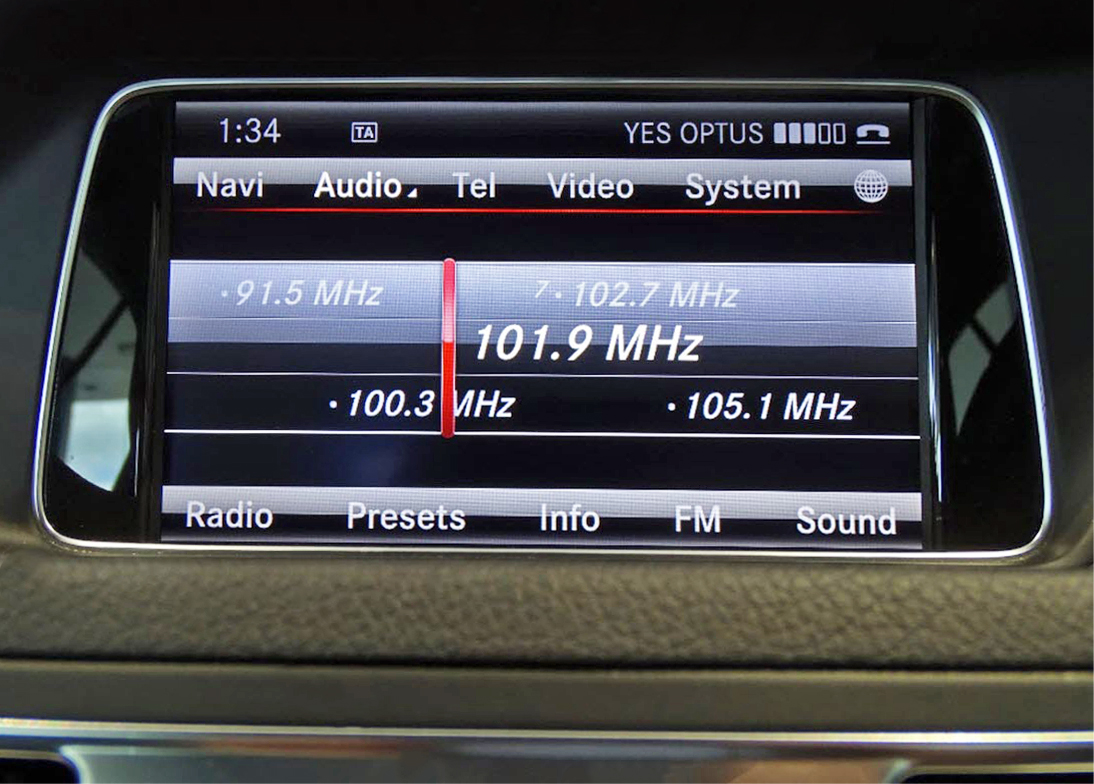 1:34 TA YES OPTUS
Navi Audio Tel Video System
·91.5 MHz 7·102.7 MHz
101.9 MHz
·100.3 MHz ·105.1 MHz
Radio Presets Info FM Sound